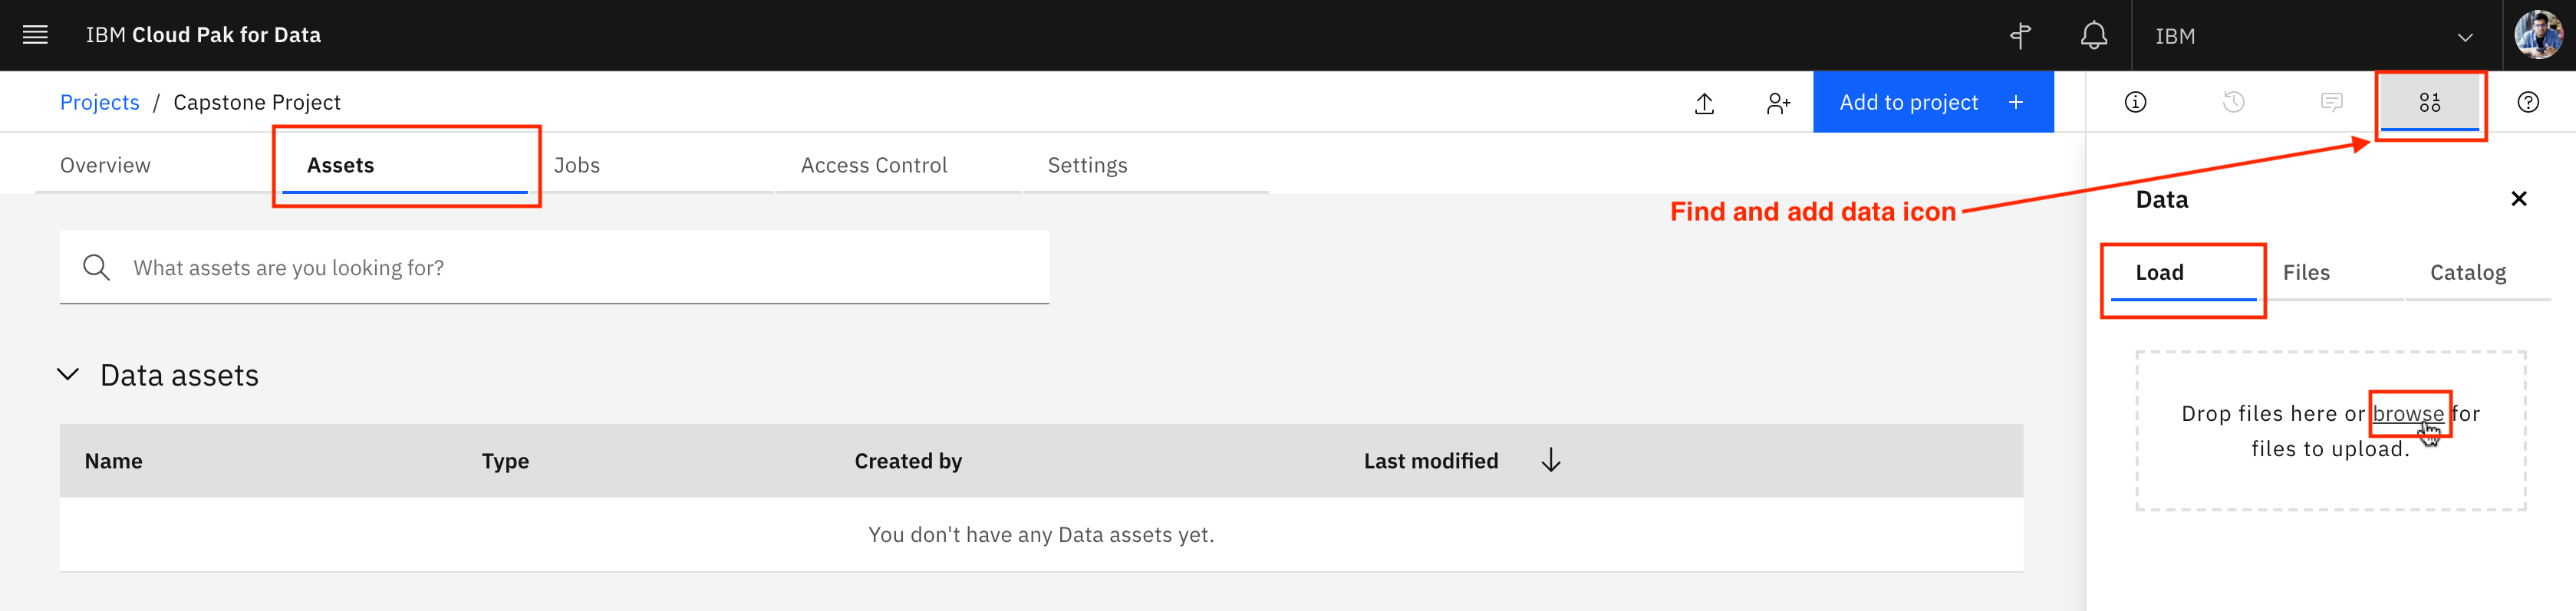 IBM Cloud Pak for Data
IBM
Projects / Capstone Project
Add to project +
Overview
Assets
Jobs
Access Control
Settings
Find and add data icon
Data
What assets are you looking for?
Load
Files
Catalog
Drop files here or browse for
files to upload.
Data assets
Name
Type
Created by
Last modified
You don't have any Data assets yet.